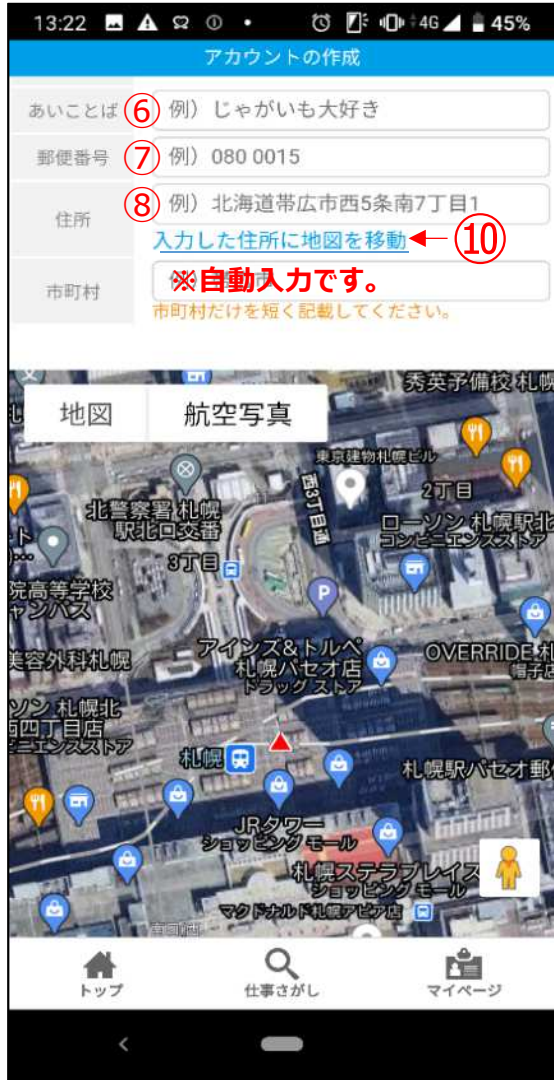 13:22 4G 45%
アカウントの作成
あいことば ⑥ 例）じゃがいも大好き
郵便番号 ⑦ 例）080 0015
住所 ⑧ 例）北海道帯広市西5条南7丁目1
入力した住所に地図を移動 ⑩
市町村 ※自動入力です。
市町村だけを短く記載してください。
秀英予備校 札幌
地図 航空写真
東京建物札幌ビル
西3丁目通
2丁目
北警察署 札幌
駅北口交番
ローソン 札幌駅北
コンビニエンスストア
3丁目
院高等学校
ャンパス
P
アインズ&トルペ
札幌パセオ店
ドラッグストア
OVERRIDE 札
帽子店
美容外科札幌
ソン 札幌北
西四丁目店
ニエンスストア
札幌
札幌駅パセオ郵便
JRタワー
ショッピング モール
札幌ステラプレイス
ショッピング モール
マクドナルド札幌アピア店
トップ 仕事さがし マイページ